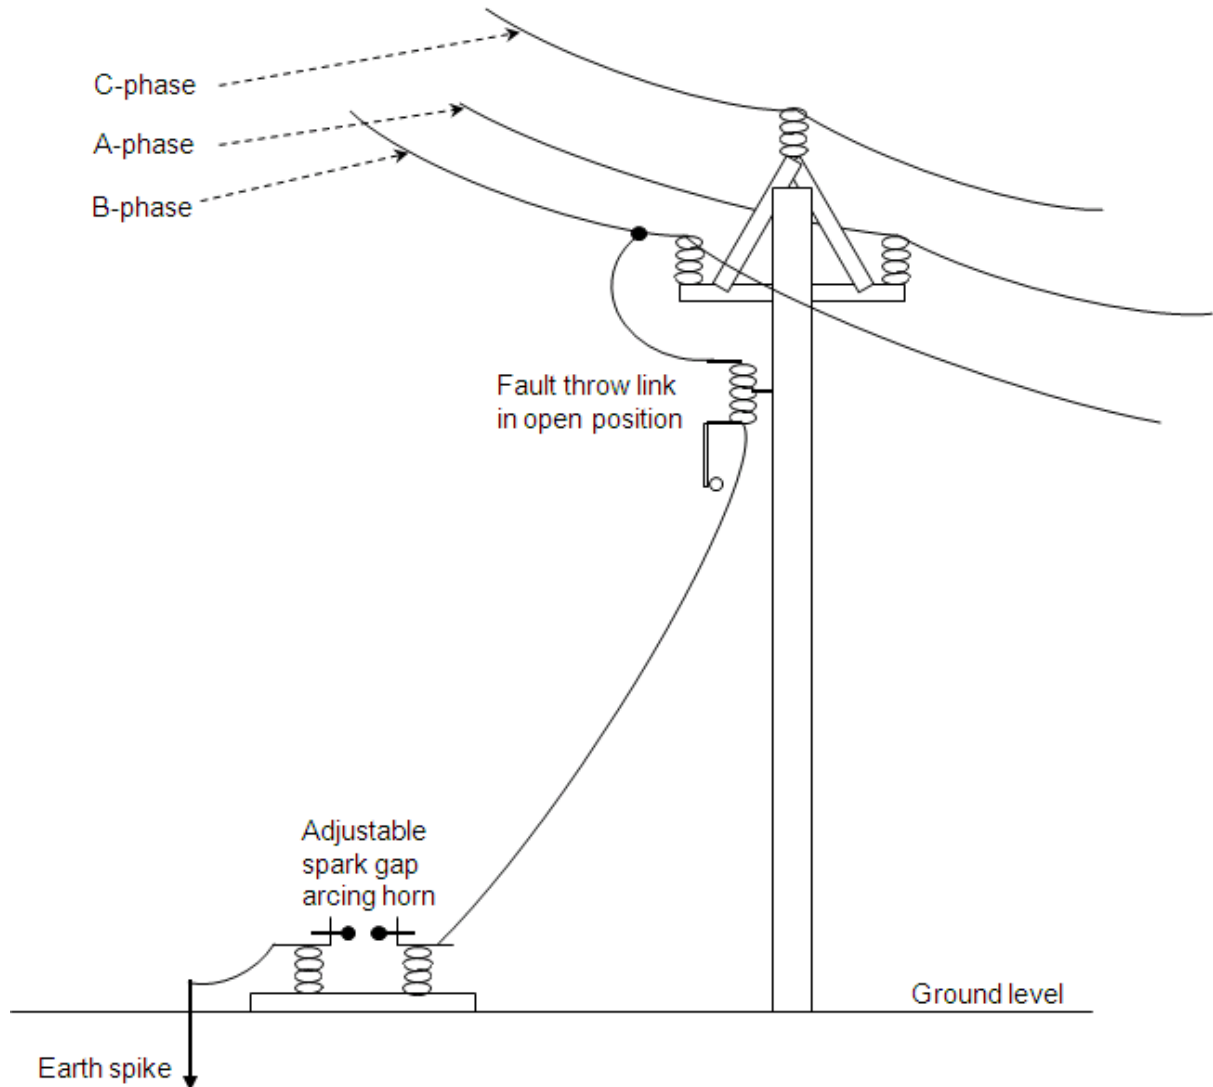 C-phase
A-phase
B-phase
Fault throw link
in open position
Adjustable
spark gap
arcing horn
Ground level
Earth spike